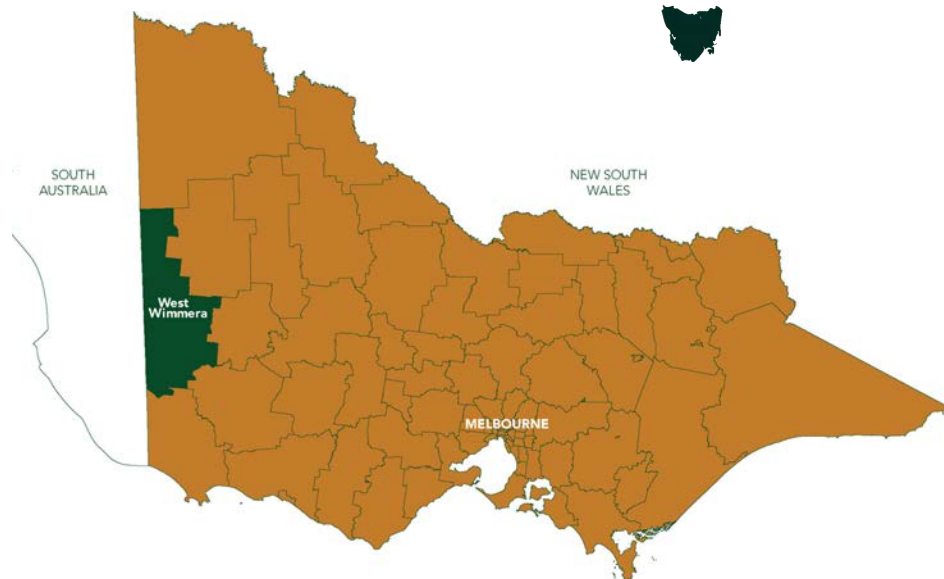 SOUTH
AUSTRALIA
NEW SOUTH
WALES
West
Wimmera
MELBOURNE